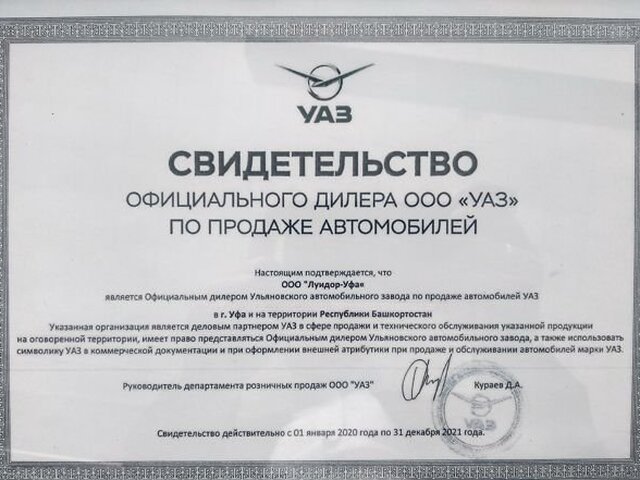 УАЗ
СВИДЕТЕЛЬСТВО
ОФИЦИАЛЬНОГО ДИЛЕРА ООО «УАЗ»
ПО ПРОДАЖЕ АВТОМОБИЛЕЙ
Настоящим подтверждается, что
ООО "Луидор-Уфа«
является Официальным дилером Ульяновского автомобильного завода по продаже автомобилей УАЗ
в г. Уфа и на территории Республики Башкортостан
Указанная организация является деловым партнером УАЗ в сфере продажи и технического обслуживания указанной продукции
на оговоренной территории, имеет право представляться Официальным дилером Ульяновского автомобильного завода, а также использовать
символику УАЗ в коммерческой документации и при оформлении внешней атрибутики при продаже и обслуживании автомобилей марки УАЗ.
Руководитель департамента розничных продаж ООО "УАЗ" Кураев Д.А.
УАЗ
Свидетельство действительно с 01 января 2020 года по 31 декабря 2021 года.